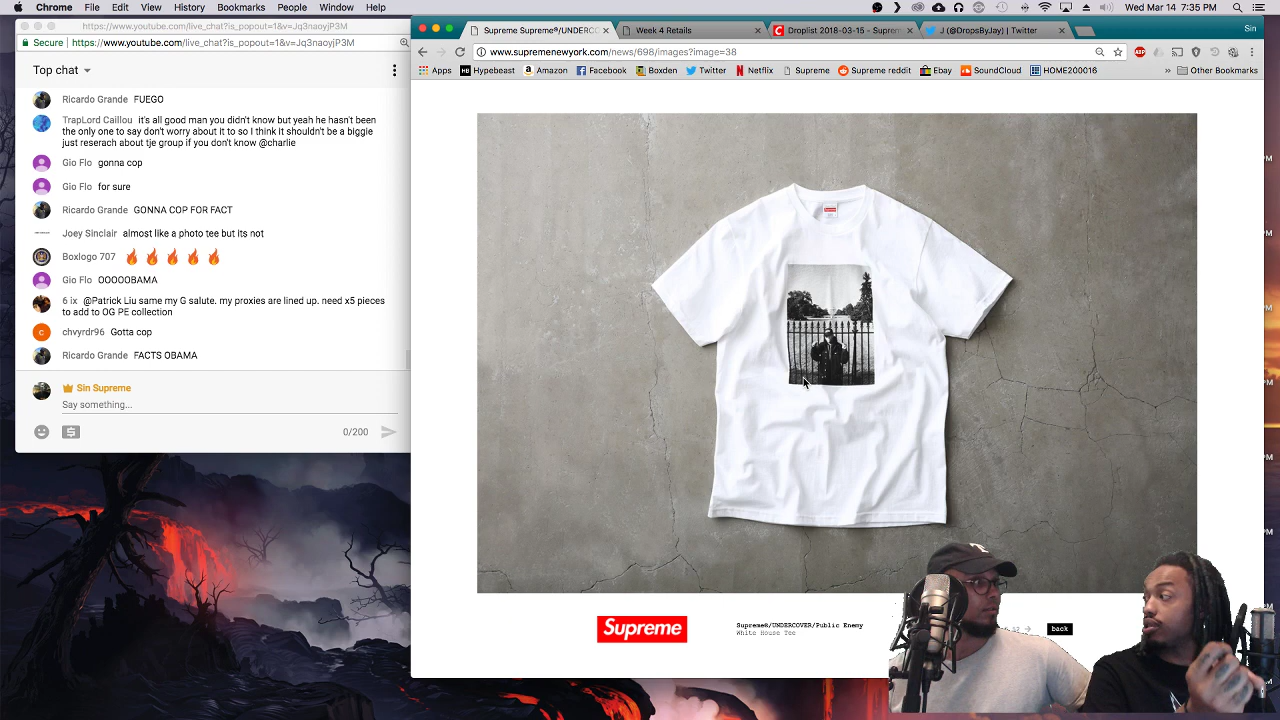 Chrome File Edit View History Bookmarks People Window Help
Wed Mar 14 7:35 PM
https://www.youtube.com/live_chat?is_popout=1&v=Jq3naoyjP3M
Secure https://www.youtube.com/live_chat?is_popout=1&v=Jq3naoyjP3M
Top chat
Ricardo Grande FUEGO
TrapLord Caillou it's all good man you didn't know but yeah he hasn't been
the only one to say don't worry about it to so I think it shouldn't be a biggie
just reserach about tje group if you don't know @charlie
Gio Flo gonna cop
Gio Flo for sure
Ricardo Grande GONNA COP FOR FACT
Joey Sinclair almost like a photo tee but its not
Boxlogo 707
Gio Flo OOOOOBAMA
6 ix @Patrick Liu same my G salute. my proxies are lined up. need x5 pieces
to add to OG PE collection
chvyrdr96 Gotta cop
Ricardo Grande FACTS OBAMA
Sin Supreme
Say something...
0/200
Supreme Supreme®/UNDERCO
Week 4 Retails
Droplist 2018-03-15 - Suprem
J (@DropsByJay) | Twitter
Sin
www.supremenewyork.com/news/698/images?image=38
Apps Hypebeast Amazon Facebook Boxden Twitter Netflix Supreme Supreme reddit Ebay SoundCloud HOME200016 » Other Bookmarks
Supreme
Supreme
Supreme®/UNDERCOVER/Public Enemy
White House Tee
back